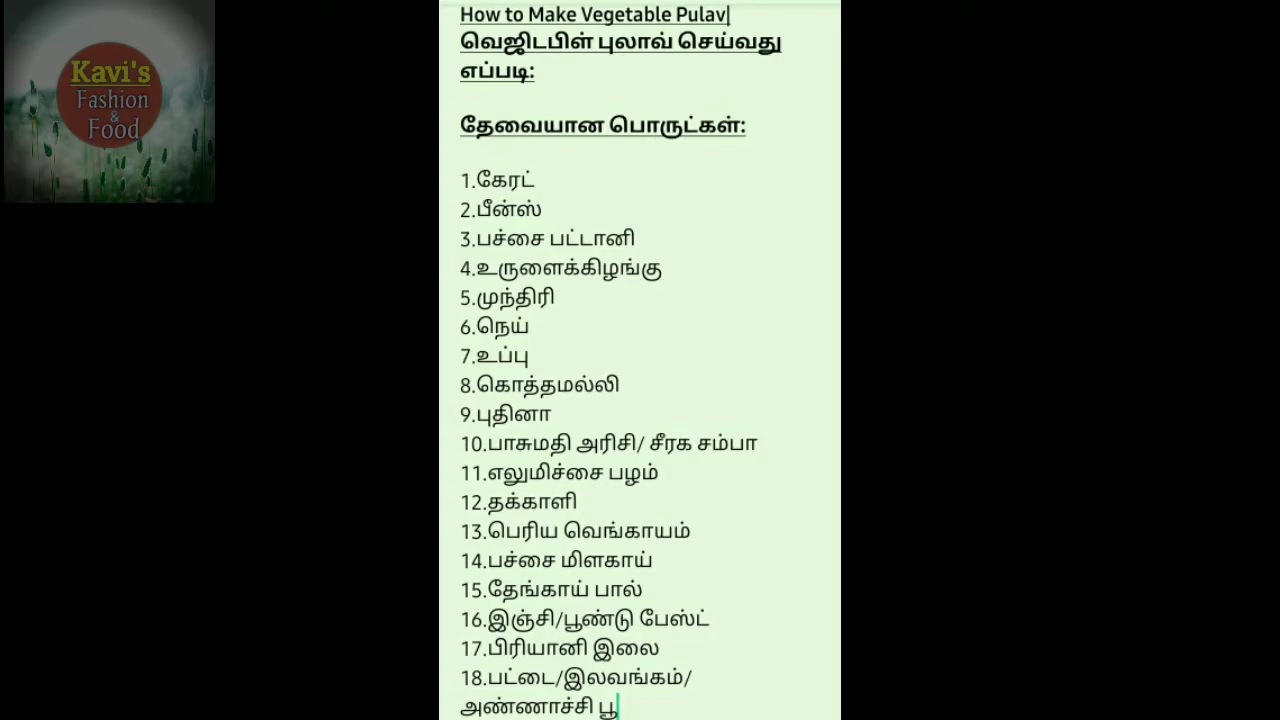 Kavi's
Fashion
&
Food
How to Make Vegetable Pulav|
வெஜிடபிள் புலாவ் செய்வது
எப்படி:
தேவையான பொருட்கள்:
1.கேரட்
2.பீன்ஸ்
3.பச்சை பட்டானி
4.உருளைக்கிழங்கு
5.முந்திரி
6.நெய்
7.உப்பு
8.கொத்தமல்லி
9.புதினா
10.பாசுமதி அரிசி/ சீரக சம்பா
11.எலுமிச்சை பழம்
12.தக்காளி
13.பெரிய வெங்காயம்
14.பச்சை மிளகாய்
15.தேங்காய் பால்
16.இஞ்சி/பூண்டு பேஸ்ட்
17.பிரியானி இலை
18.பட்டை/இலவங்கம்/
அண்ணாச்சி பூ